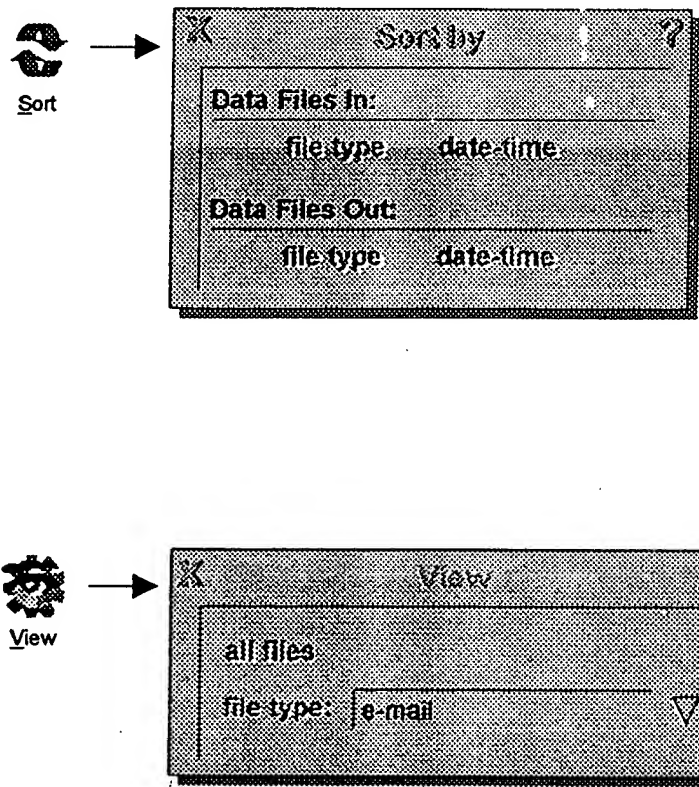 X Sort by ?
Sort
Data Files In:
file type date-time
Data Files Out:
file type date-time
X View
View
all files
file type: e-mail